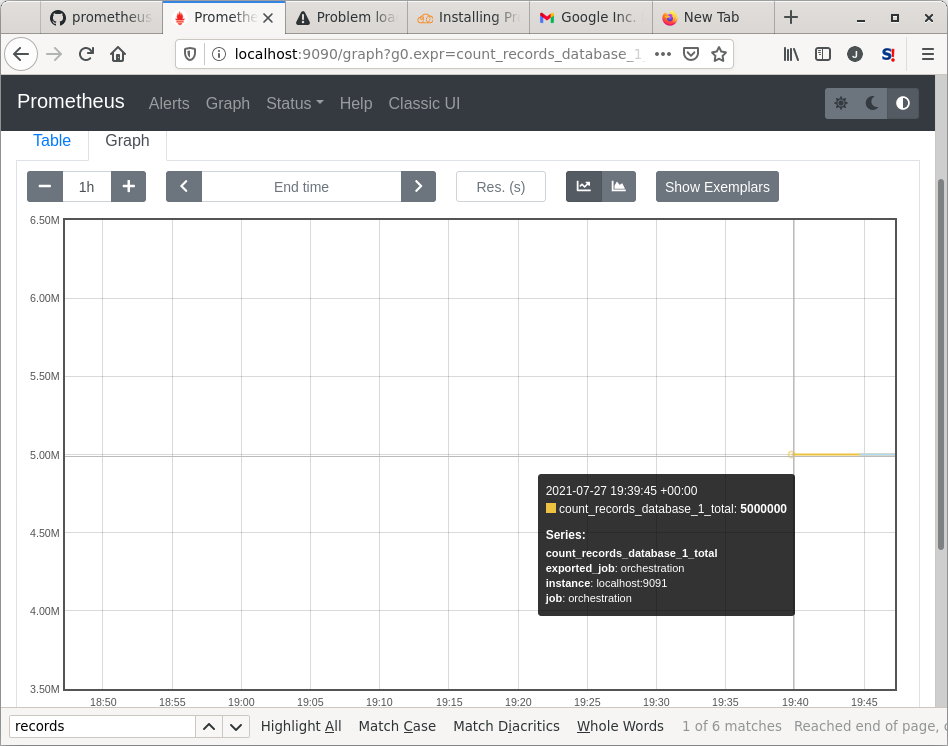 prometheus
Prometheus
Problem loa
Installing Pr
Google Inc.
New Tab
localhost:9090/graph?g0.expr=count_records_database_1_
Prometheus Alerts Graph Status Help Classic UI
Table Graph
1h End time Res. (s) Show Exemplars
6.50M
6.00M
5.50M
5.00M
4.50M
4.00M
3.50M
2021-07-27 19:39:45 +00:00
count_records_database_1_total: 5000000
Series:
count_records_database_1_total
exported_job: orchestration
instance: localhost:9091
job: orchestration
18:50 18:55 19:00 19:05 19:10 19:15 19:20 19:25 19:30 19:35 19:40 19:45
records Highlight All Match Case Match Diacritics Whole Words 1 of 6 matches Reached end of page,